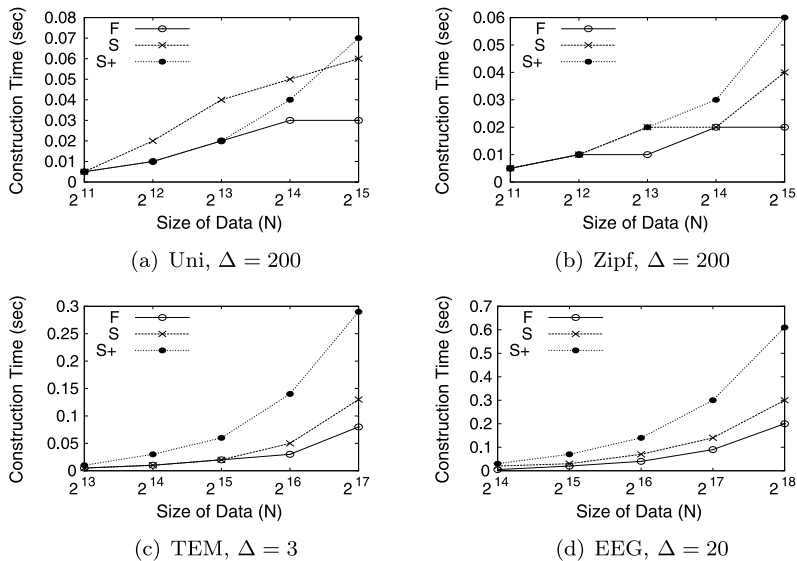 Construction Time (sec)
0.08
0.07
0.06
0.05
0.04
0.03
0.02
0.01
0
F
S
S+
2^11 2^12 2^13 2^14 2^15
Size of Data (N)
(a) Uni, Δ = 200
Construction Time (sec)
0.06
0.05
0.04
0.03
0.02
0.01
0
F
S
S+
2^11 2^12 2^13 2^14 2^15
Size of Data (N)
(b) Zipf, Δ = 200
Construction Time (sec)
0.3
0.25
0.2
0.15
0.1
0.05
0
F
S
S+
2^13 2^14 2^15 2^16 2^17
Size of Data (N)
(c) TEM, Δ = 3
Construction Time (sec)
0.7
0.6
0.5
0.4
0.3
0.2
0.1
0
F
S
S+
2^14 2^15 2^16 2^17 2^18
Size of Data (N)
(d) EEG, Δ = 20